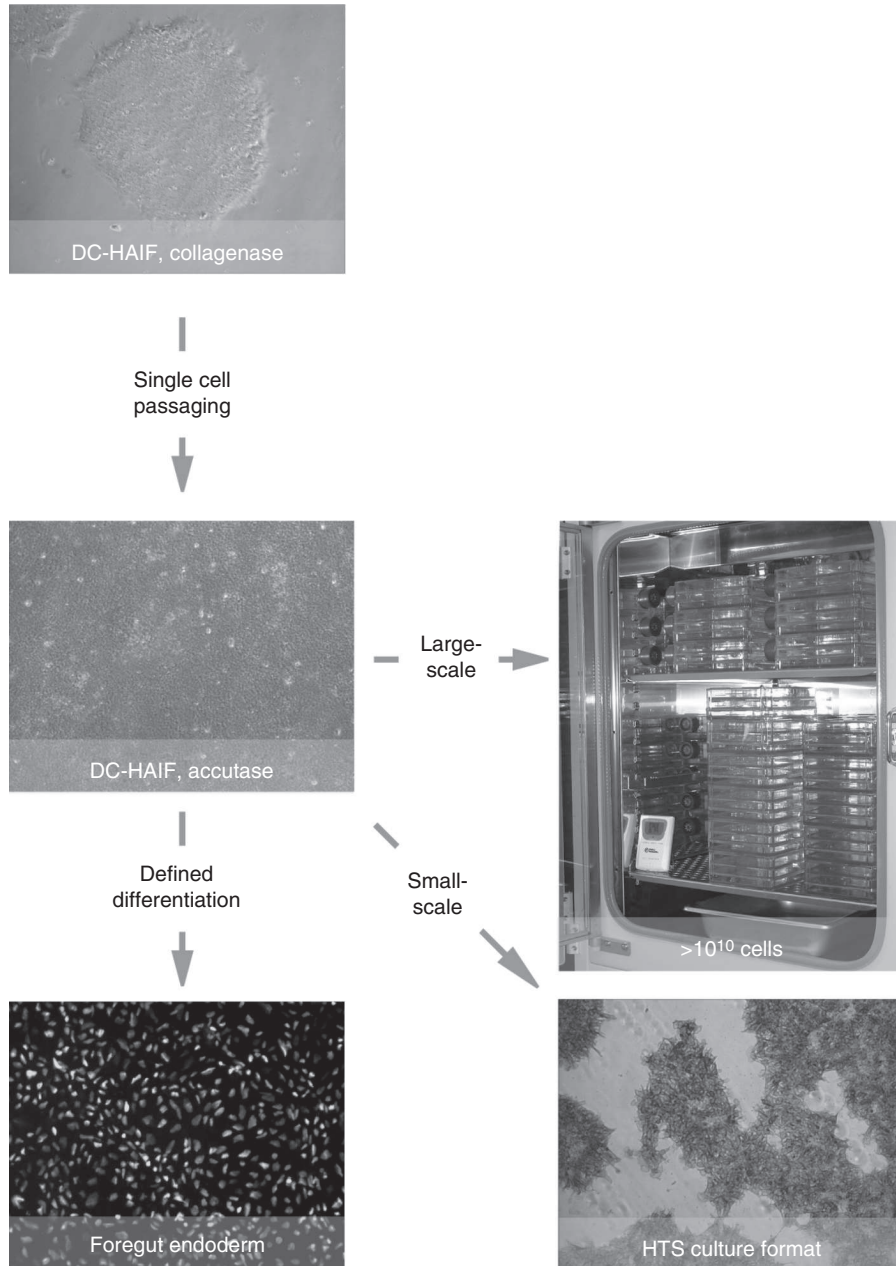 DC-HAIF, collagenase
Single cell
passaging
DC-HAIF, accutase
Large-
scale
>10¹⁰ cells
Defined
differentiation
Small-
scale
Foregut endoderm
HTS culture format